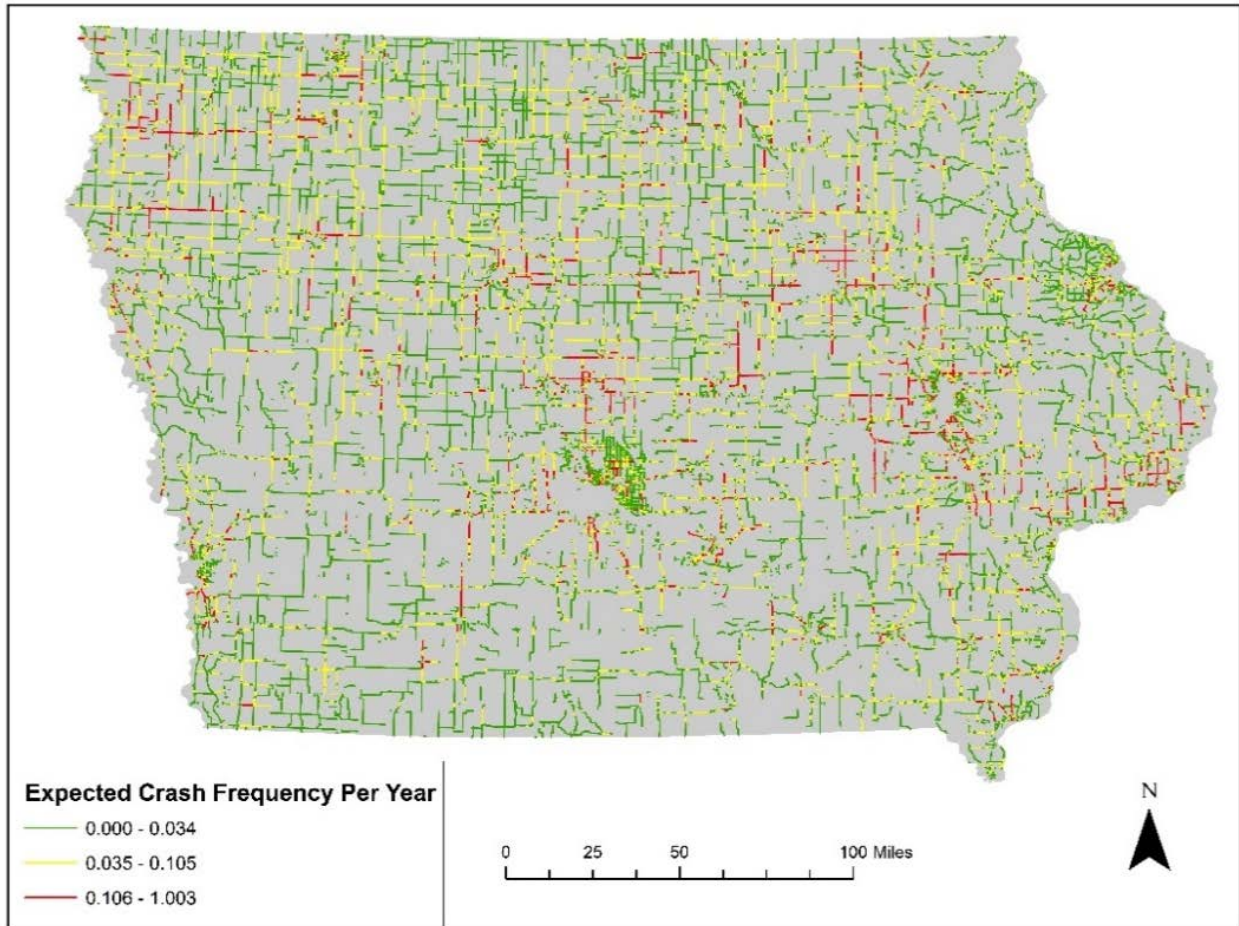 Expected Crash Frequency Per Year
0.000 - 0.034
0.035 - 0.105
0.106 - 1.003
0 25 50 100 Miles
N